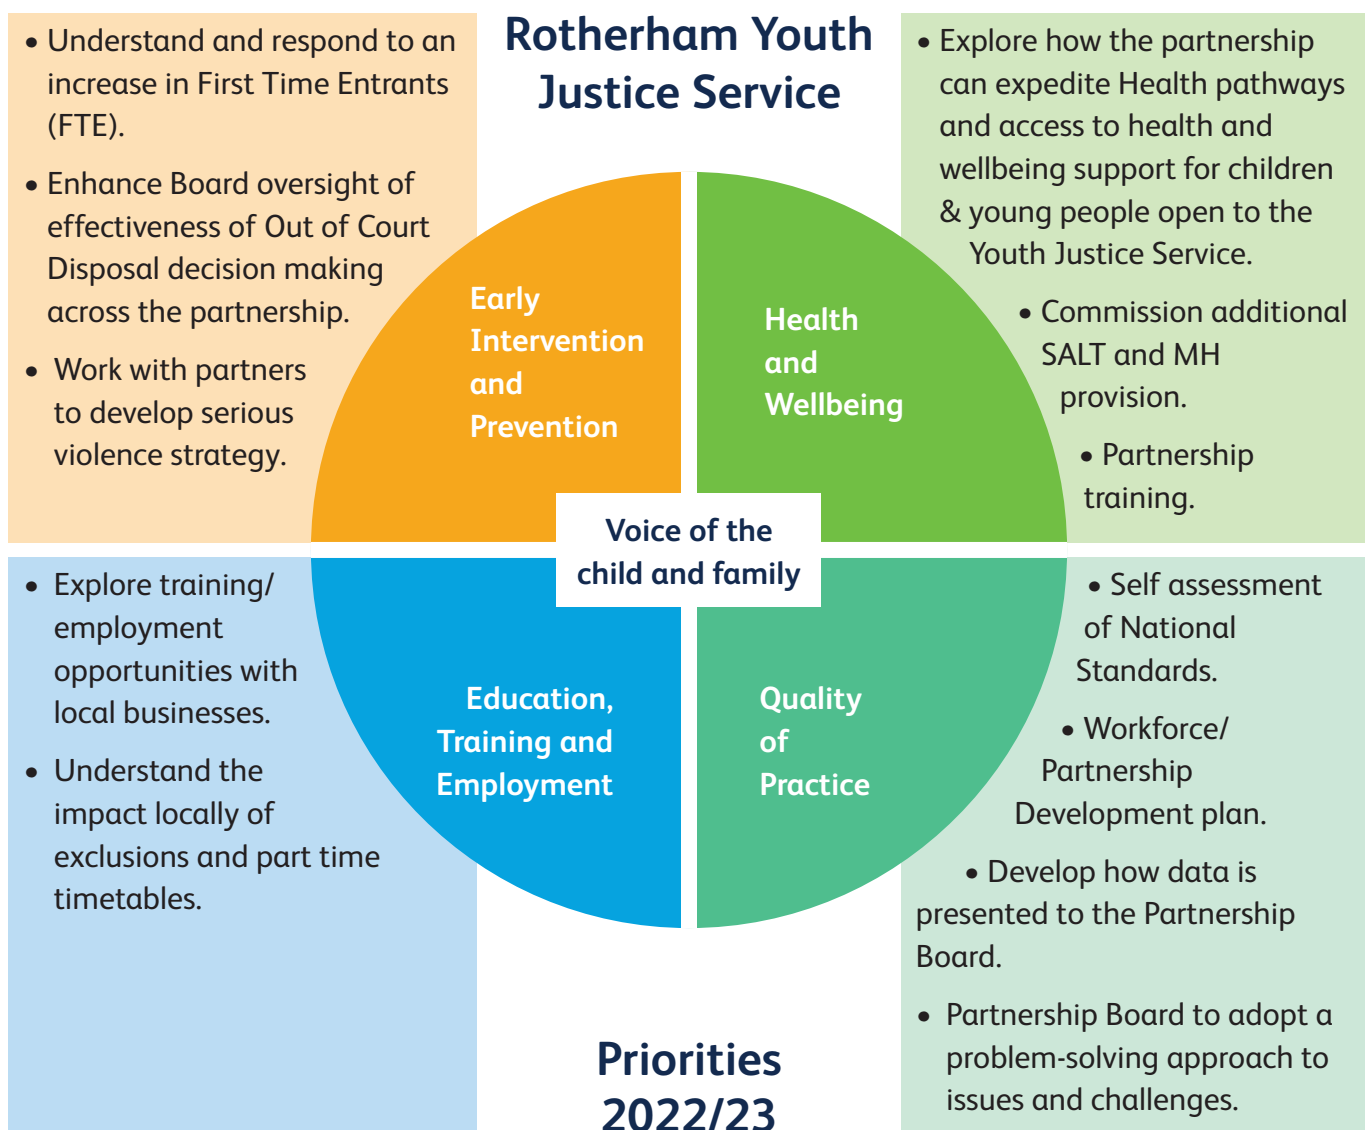 Rotherham Youth
Justice Service
• Understand and respond to an
increase in First Time Entrants
(FTE).
• Enhance Board oversight of
effectiveness of Out of Court
Disposal decision making
across the partnership.
• Work with partners
to develop serious
violence strategy.
Early
Intervention
and
Prevention
Health
and
Wellbeing
• Explore how the partnership
can expedite Health pathways
and access to health and
wellbeing support for children
& young people open to the
Youth Justice Service.
• Commission additional
SALT and MH
provision.
• Partnership
training.
Voice of the
child and family
• Explore training/
employment
opportunities with
local businesses.
• Understand the
impact locally of
exclusions and part time
timetables.
Education,
Training and
Employment
Quality
of
Practice
• Self assessment
of National
Standards.
• Workforce/
Partnership
Development plan.
• Develop how data is
presented to the Partnership
Board.
• Partnership Board to adopt a
problem-solving approach to
issues and challenges.
Priorities
2022/23